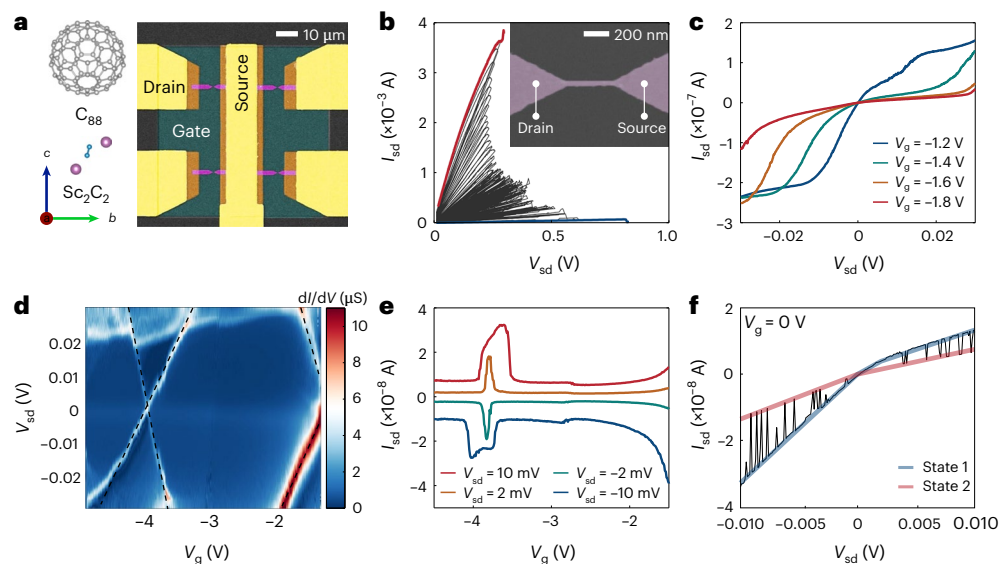 a
C88
c
Sc2C2
a
b
Drain
Source
Gate
10 μm
b
Isd (×10−3 A)
4
3
2
1
0
0
0.5
1.0
Vsd (V)
200 nm
Drain
Source
c
Isd (×10−7 A)
2
1
0
−1
−2
−3
−0.02
0
0.02
Vsd (V)
Vg = −1.2 V
Vg = −1.4 V
Vg = −1.6 V
Vg = −1.8 V
d
dI/dV (μS)
Vsd (V)
0.02
0.01
0
−0.01
−0.02
−4
−3
−2
Vg (V)
10
8
6
4
2
0
e
Isd (×10−8 A)
4
2
0
−2
−4
−4
−3
−2
Vg (V)
Vsd = 10 mV
Vsd = −2 mV
Vsd = 2 mV
Vsd = −10 mV
f
Vg = 0 V
Isd (×10−8 A)
2
0
−2
−4
−0.010
−0.005
0
0.005
0.010
Vsd (V)
State 1
State 2